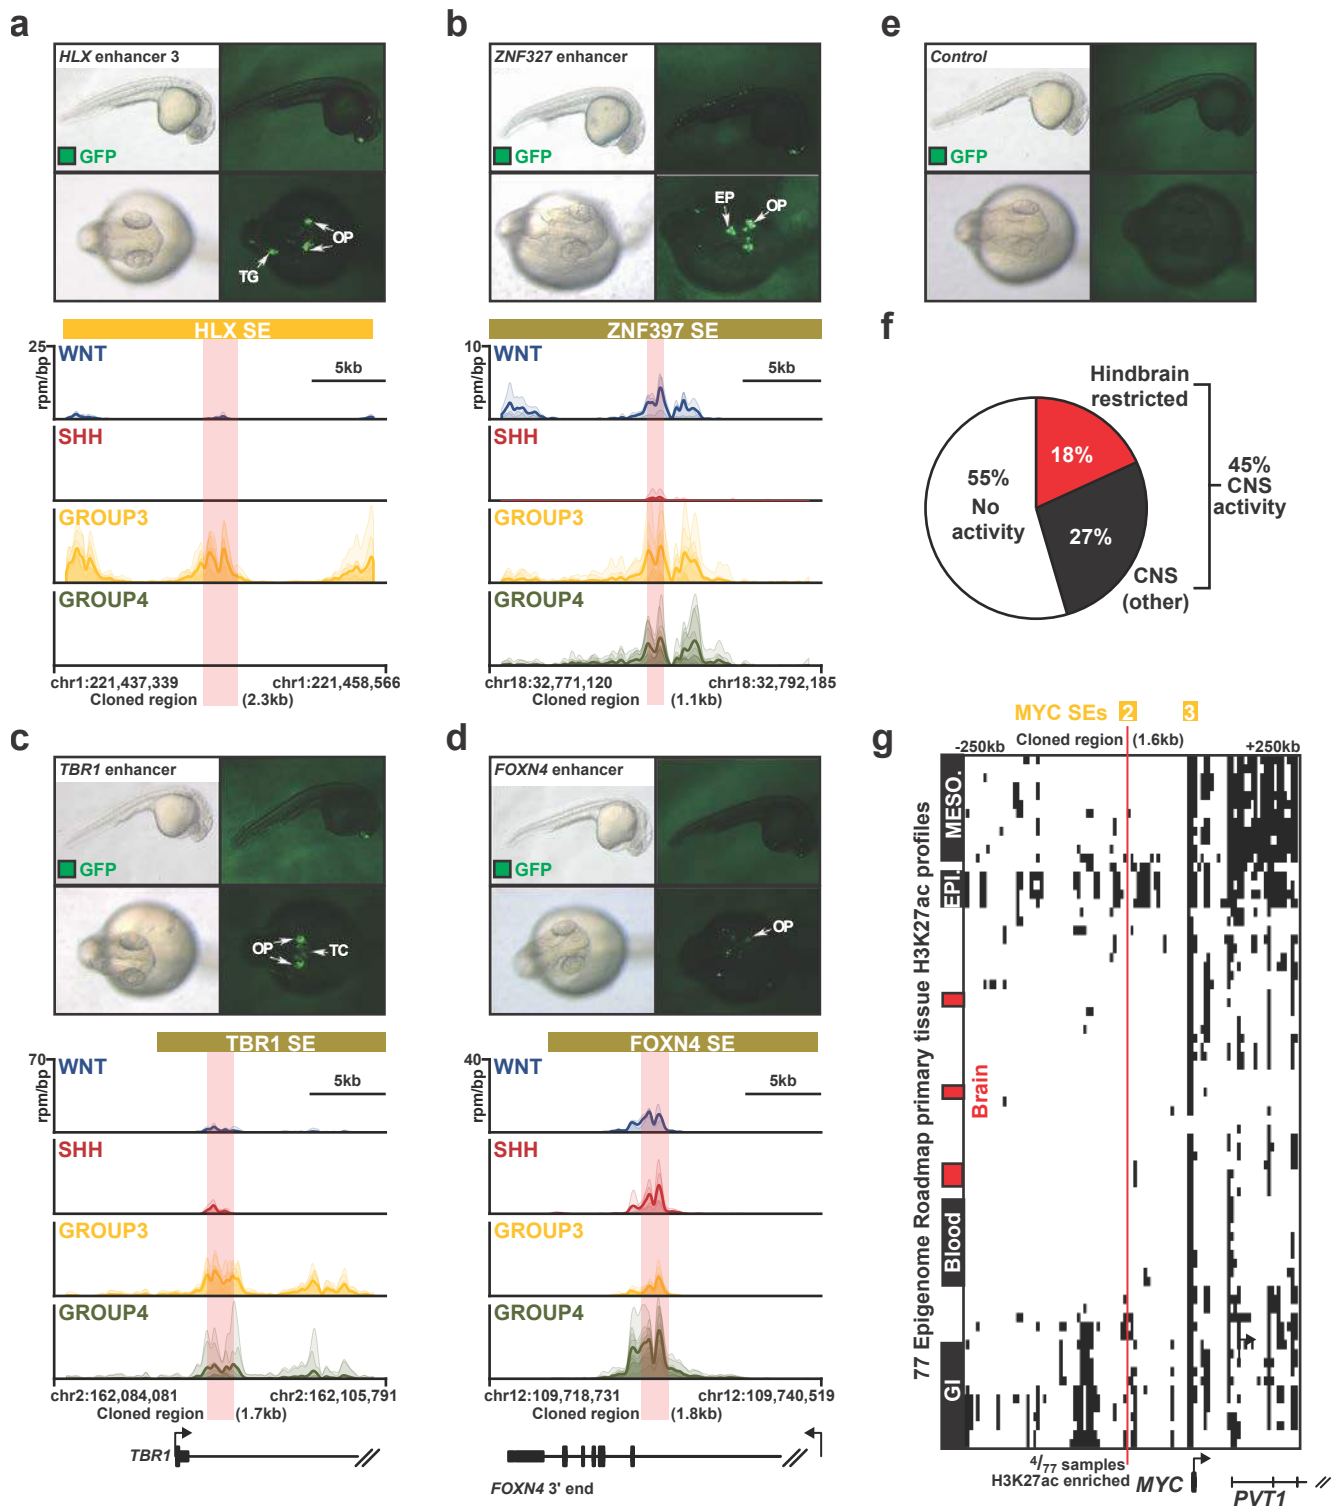 a
HLX enhancer 3
GFP
OP
TG
HLX SE
25
rpm/bp
WNT
5kb
SHH
GROUP3
GROUP4
chr1:221,437,339
chr1:221,458,566
Cloned region (2.3kb)
b
ZNF327 enhancer
GFP
EP
OP
ZNF397 SE
10
rpm/bp
WNT
5kb
SHH
GROUP3
GROUP4
chr18:32,771,120
chr18:32,792,185
Cloned region (1.1kb)
e
Control
GFP
f
Hindbrain
restricted
18%
55%
No
activity
27%
45%
CNS
activity
CNS
(other)
c
TBR1 enhancer
GFP
OP
TC
TBR1 SE
70
rpm/bp
WNT
5kb
SHH
GROUP3
GROUP4
chr2:162,084,081
chr2:162,105,791
Cloned region (1.7kb)
TBR1
d
FOXN4 enhancer
GFP
OP
FOXN4 SE
40
rpm/bp
WNT
5kb
SHH
GROUP3
GROUP4
chr12:109,718,731
chr12:109,740,519
Cloned region (1.8kb)
FOXN4 3' end
g
MYC SEs 2 3
Cloned region (1.6kb)
-250kb
+250kb
77 Epigenome Roadmap primary tissue H3K27ac profiles
MESO.
EPI.
Brain
Blood
GI
4/77 samples
H3K27ac enriched
MYC
PVT1